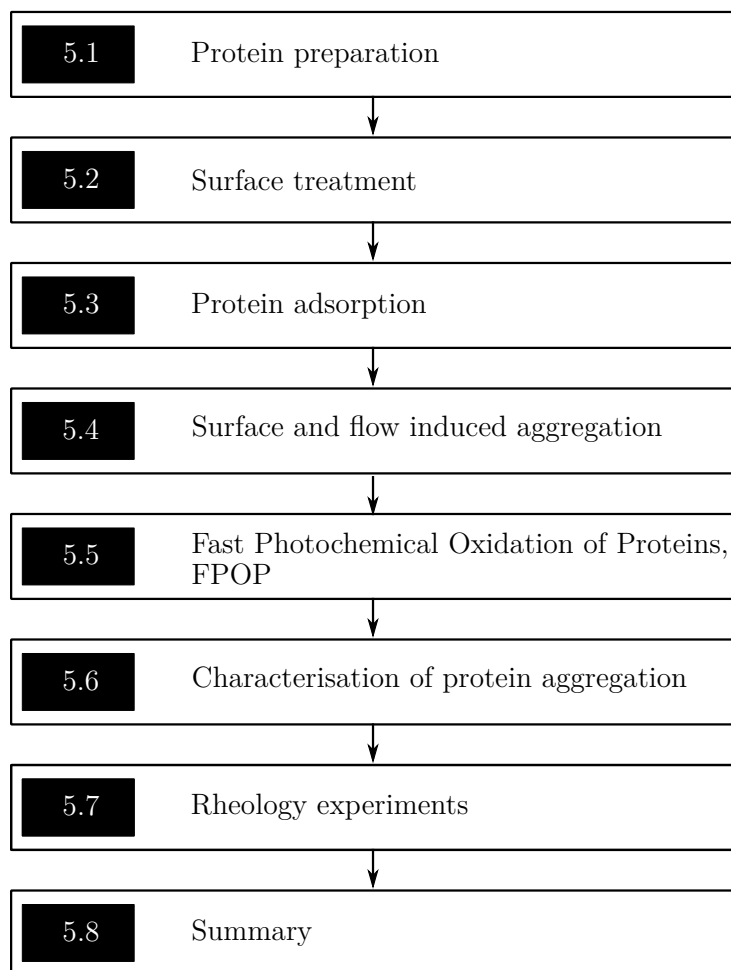 5.1 Protein preparation
5.2 Surface treatment
5.3 Protein adsorption
5.4 Surface and flow induced aggregation
5.5 Fast Photochemical Oxidation of Proteins,
FPOP
5.6 Characterisation of protein aggregation
5.7 Rheology experiments
5.8 Summary